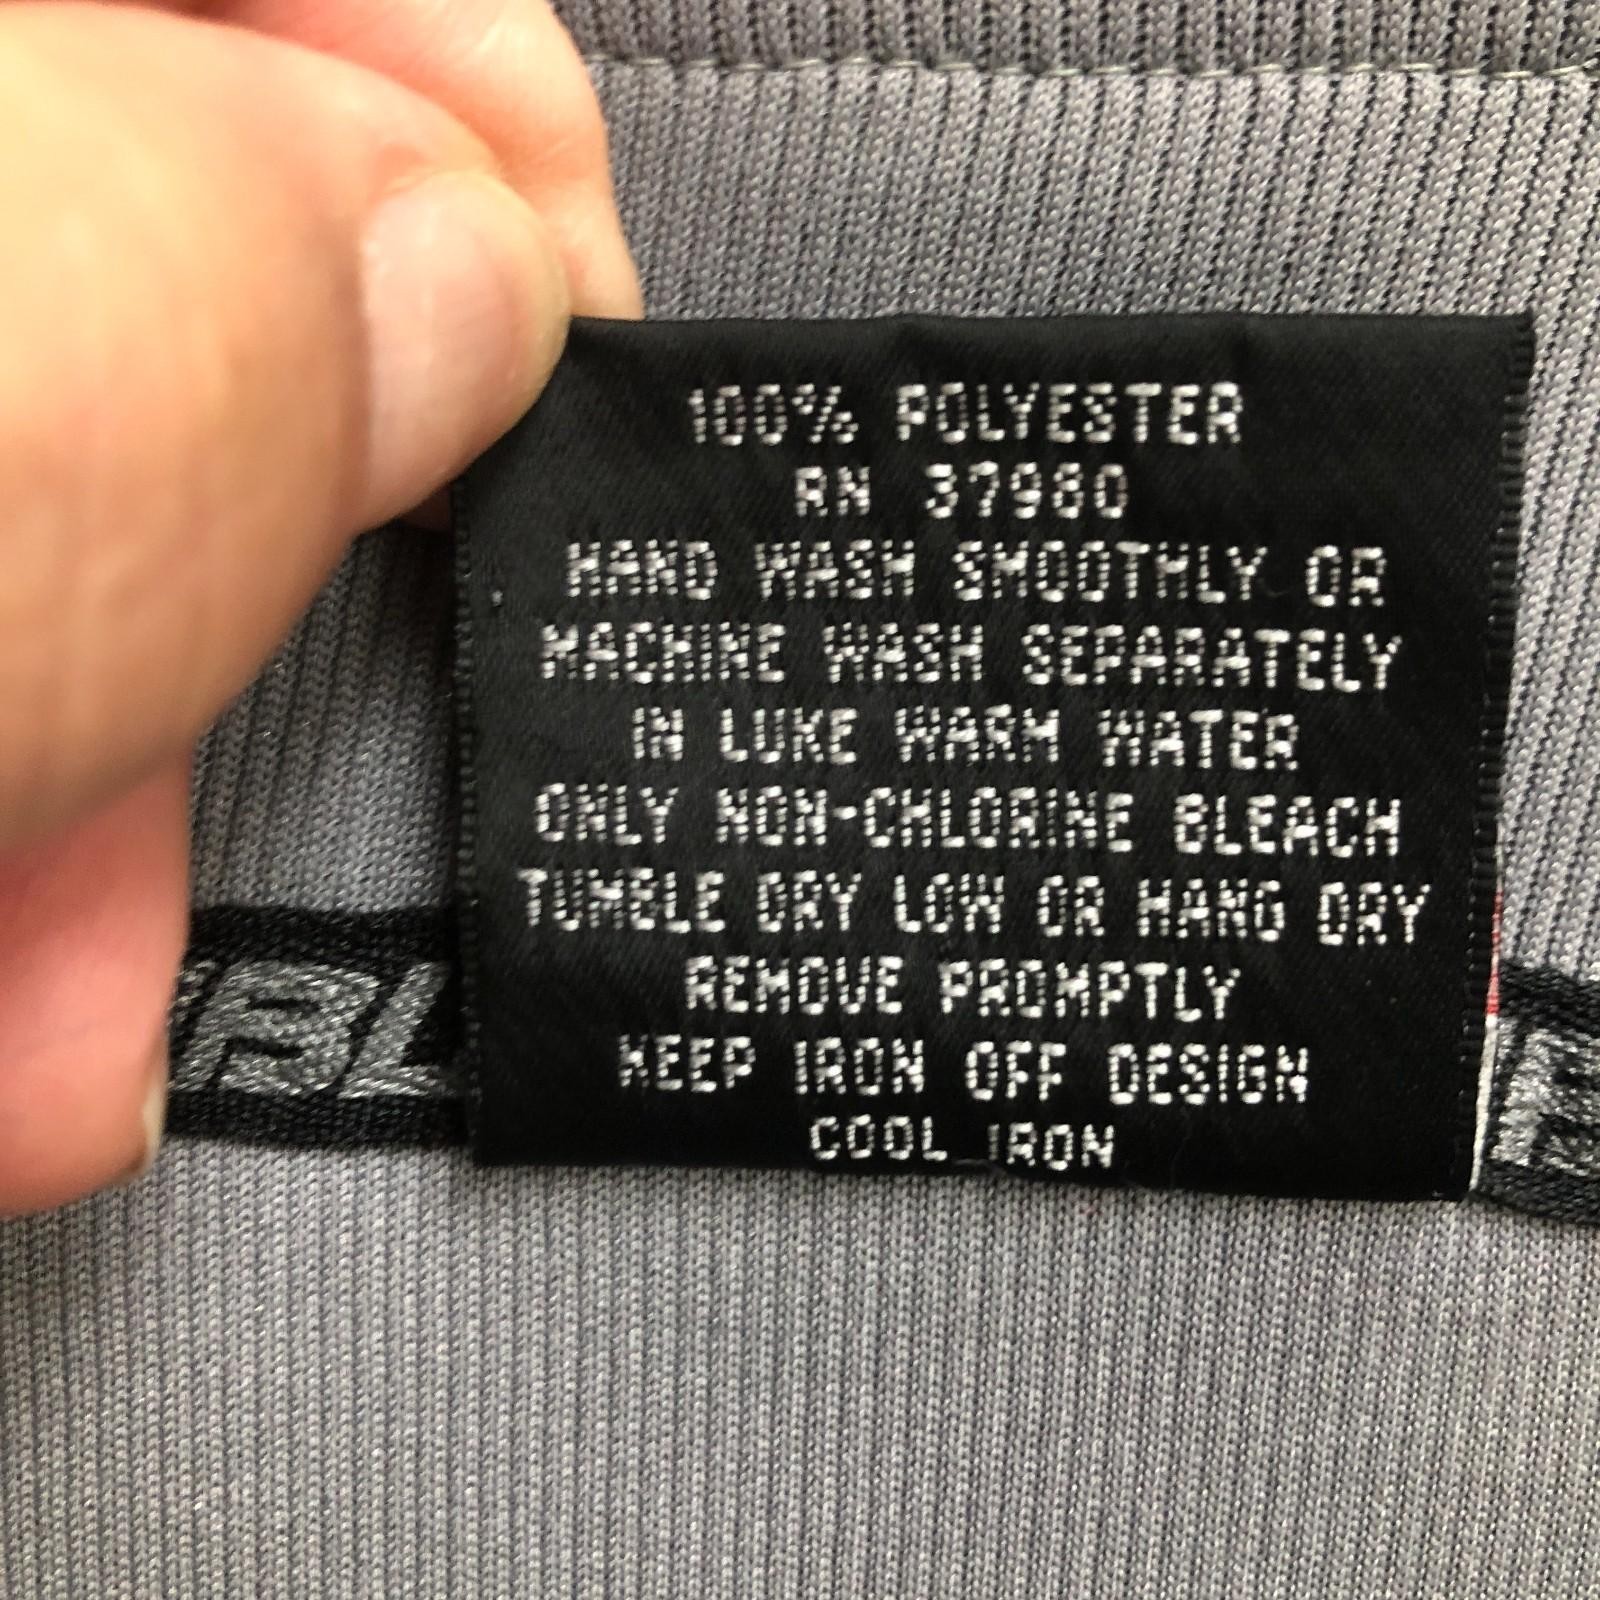 100% POLYESTER
RN 37980
HAND WASH SMOOTHLY OR
MACHINE WASH SEPARATELY
IN LUKE WARM WATER
ONLY NON-CHLORINE BLEACH
TUMBLE DRY LOW OR HANG DRY
REMOVE PROMPTLY
KEEP IRON OFF DESIGN
COOL IRON